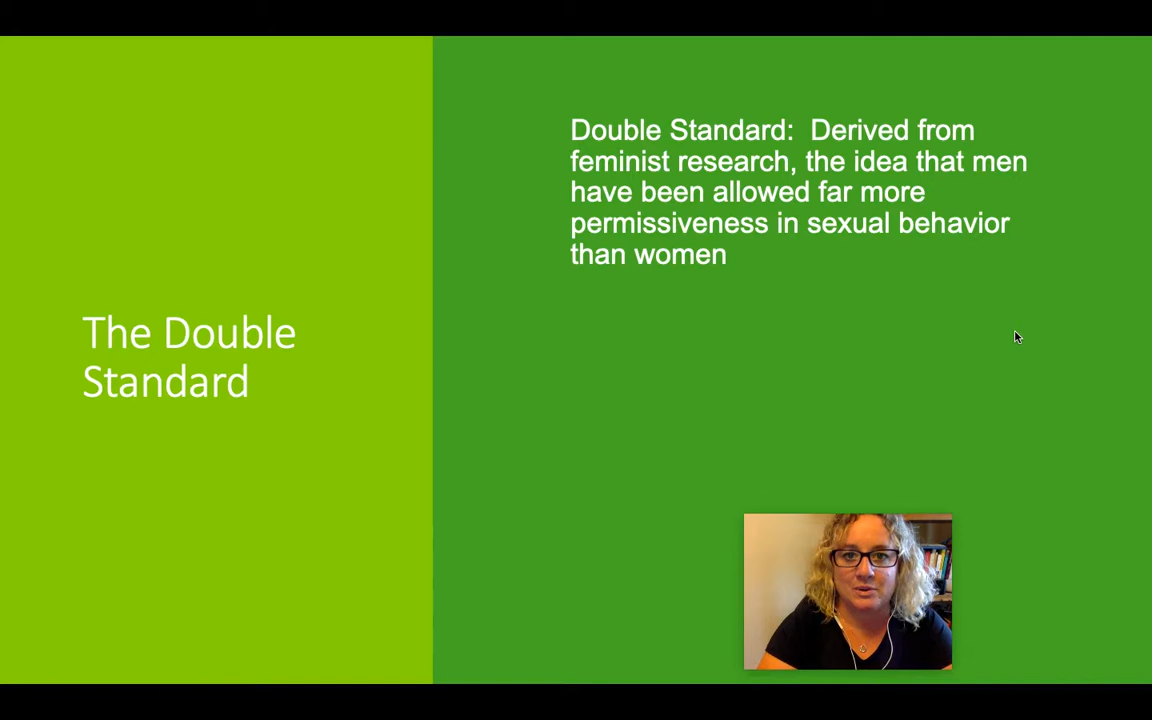 The Double
Standard
Double Standard:  Derived from
feminist research, the idea that men
have been allowed far more
permissiveness in sexual behavior
than women